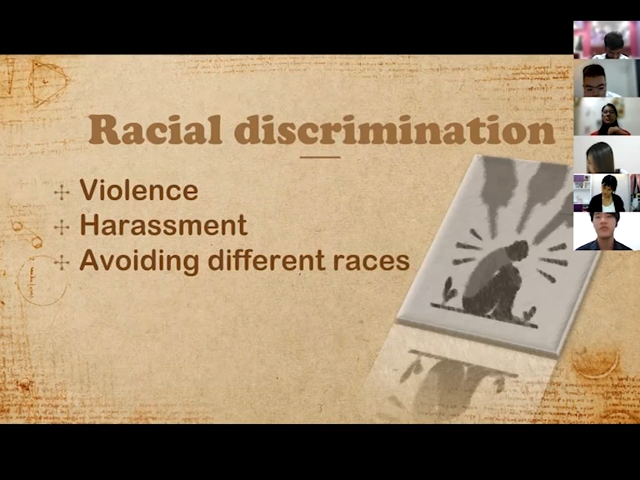 Racial discrimination
Violence
Harassment
Avoiding different races